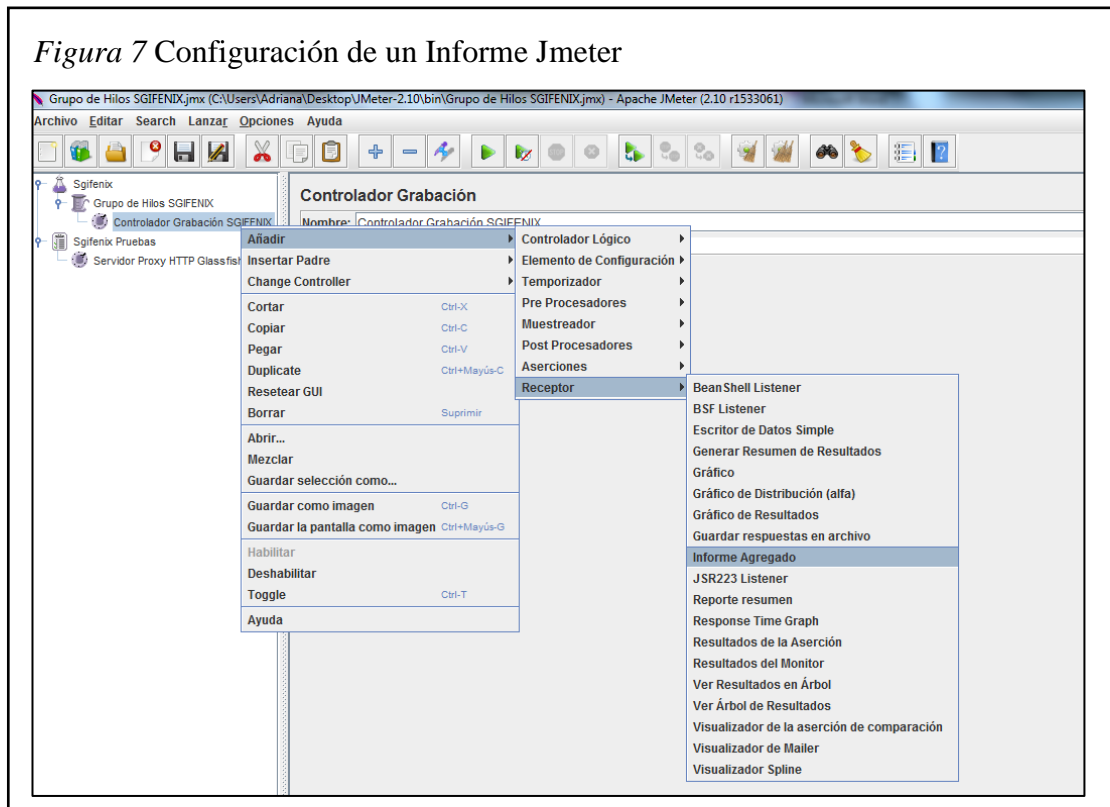 Figura 7 Configuración de un Informe Jmeter
Grupo de Hilos SGIFENIX.jmx (C:\Users\Adriana\Desktop\JMeter-2.10\bin\Grupo de Hilos SGIFENIX.jmx) - Apache JMeter (2.10 r1533061)
Archivo Editar Search Lanzar Opciones Ayuda
Sgifenix
Grupo de Hilos SGIFENIX
Controlador Grabación SGIFENIX
Sgifenix Pruebas
Servidor Proxy HTTP Glassfish
Controlador Grabación
Nombre: Controlador Grabación SGIFENIX
Añadir
Insertar Padre
Change Controller
Cortar Ctrl-X
Copiar Ctrl-C
Pegar Ctrl-V
Duplicate Ctrl+Mayús-C
Resetear GUI
Borrar Suprimir
Abrir...
Mezclar
Guardar selección como...
Guardar como imagen Ctrl-G
Guardar la pantalla como imagen Ctrl+Mayús-G
Habilitar
Deshabilitar
Toggle Ctrl-T
Ayuda
Controlador Lógico
Elemento de Configuración
Temporizador
Pre Procesadores
Muestreador
Post Procesadores
Aserciones
Receptor
BeanShell Listener
BSF Listener
Escritor de Datos Simple
Generar Resumen de Resultados
Gráfico
Gráfico de Distribución (alfa)
Gráfico de Resultados
Guardar respuestas en archivo
Informe Agregado
JSR223 Listener
Reporte resumen
Response Time Graph
Resultados de la Aserción
Resultados del Monitor
Ver Resultados en Árbol
Ver Árbol de Resultados
Visualizador de la aserción de comparación
Visualizador de Mailer
Visualizador Spline